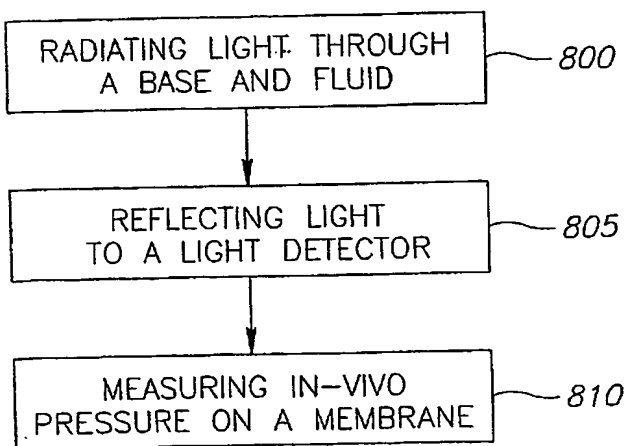 RADIATING LIGHT THROUGH
A BASE AND FLUID
800
REFLECTING LIGHT
TO A LIGHT DETECTOR
805
MEASURING IN-VIVO
PRESSURE ON A MEMBRANE
810